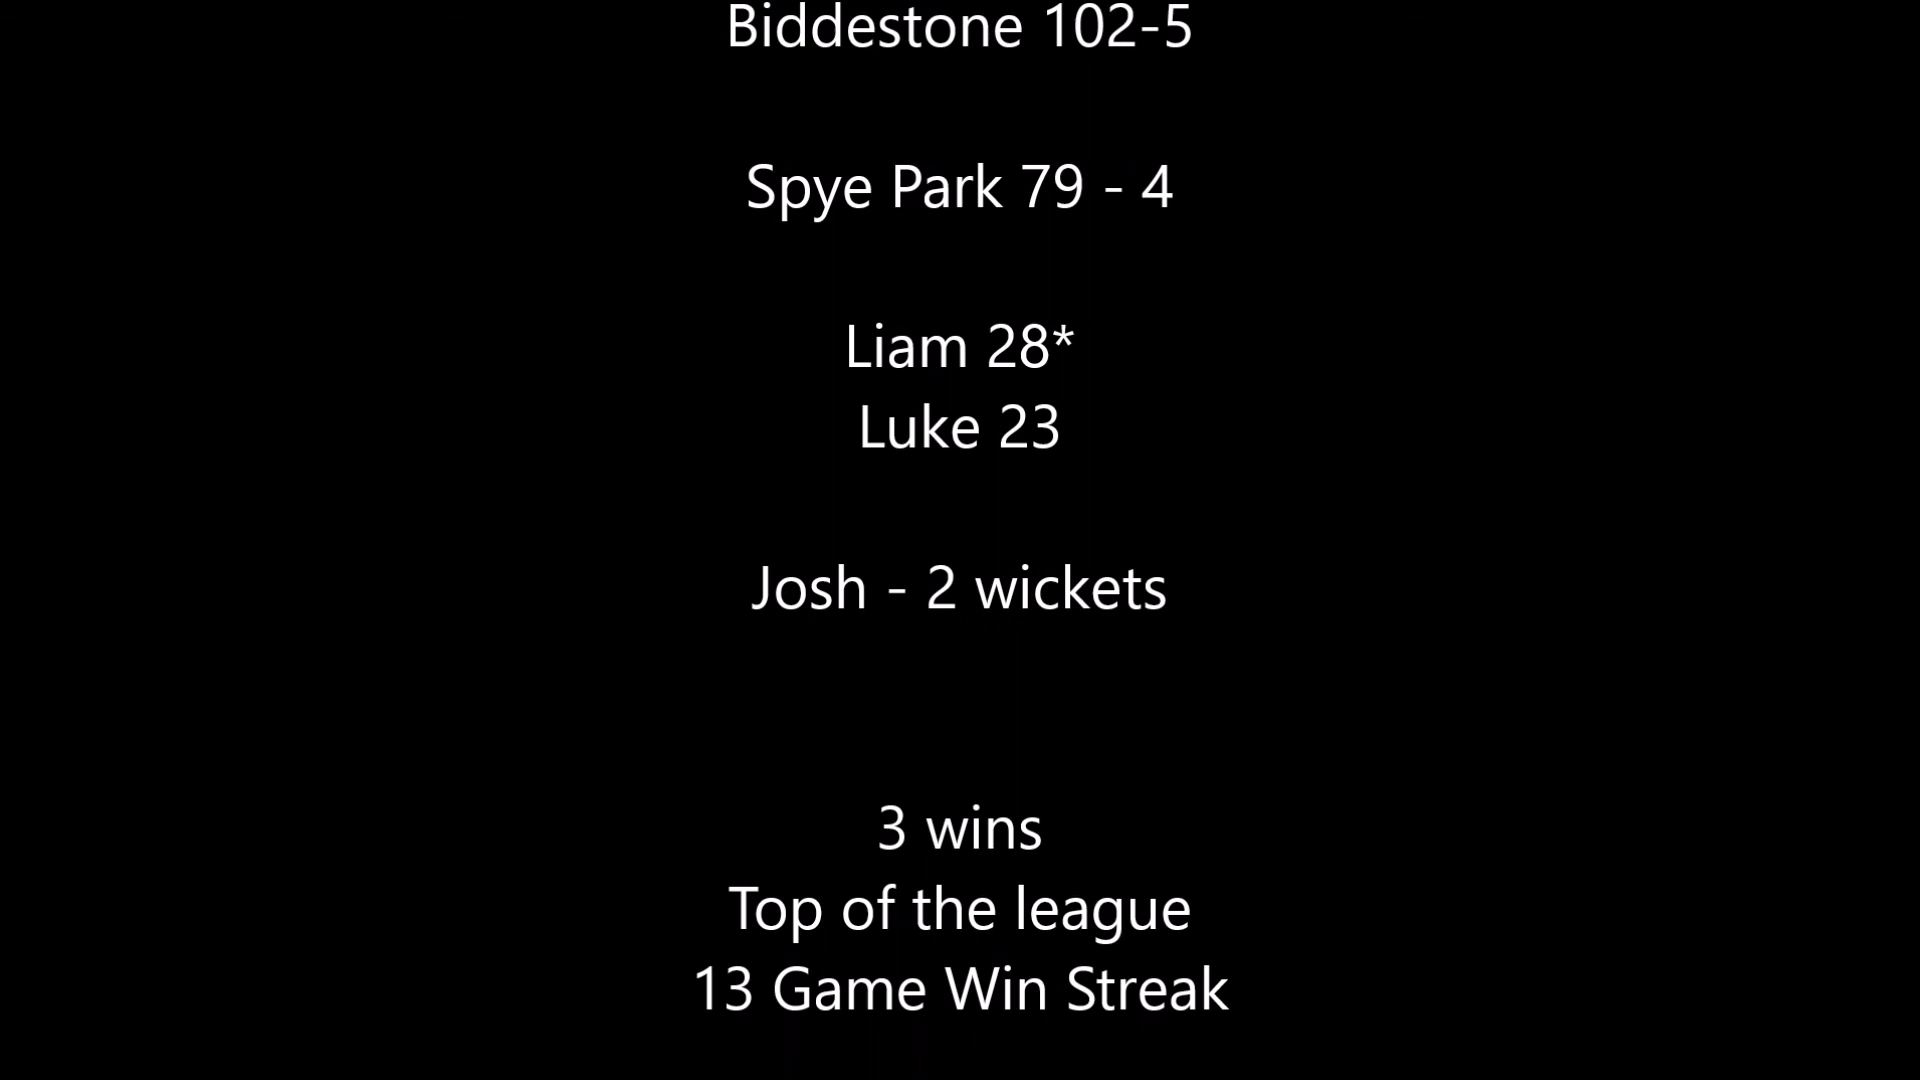 Biddestone 102-5
Spye Park 79 - 4
Liam 28*
Luke 23
Josh - 2 wickets
3 wins
Top of the league
13 Game Win Streak